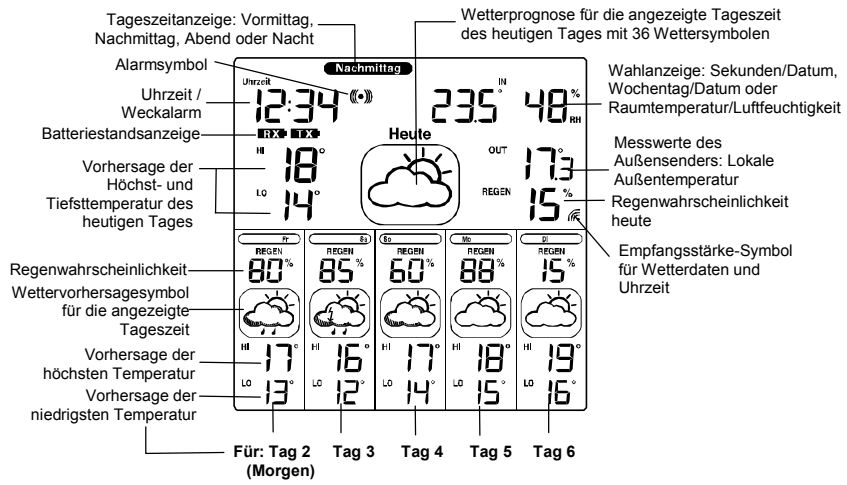 Tageszeitanzeige: Vormittag,
Nachmittag, Abend oder Nacht
Wetterprognose für die angezeigte Tageszeit
des heutigen Tages mit 36 Wettersymbolen
Alarmsymbol
Uhrzeit /
Weckalarm
Batteriestandsanzeige
Vorhersage der
Höchst- und
Tiefsttemperatur des
heutigen Tages
Nachmittag
Uhrzeit
12:34
IN
23.5°
48%
RH
RX TX
Heute
HI
18°
LO
14°
OUT
17.3°
REGEN
15%
Wahlanzeige: Sekunden/Datum,
Wochentag/Datum oder
Raumtemperatur/Luftfeuchtigkeit
Messwerte des
Außensenders: Lokale
Außentemperatur
Regenwahrscheinlichkeit
heute
Empfangsstärke-Symbol
für Wetterdaten und
Uhrzeit
Regenwahrscheinlichkeit
Wettervorhersagesymbol
für die angezeigte
Tageszeit
Vorhersage der
höchsten Temperatur
Vorhersage der
niedrigsten Temperatur
Fr Sa So Mo Di
REGEN REGEN REGEN REGEN REGEN
80% 85% 60% 88% 15%
HI 17° HI 16° HI 17° HI 18° HI 19°
LO 13° LO 12° LO 14° LO 15° LO 16°
Für: Tag 2 Tag 3 Tag 4 Tag 5 Tag 6
(Morgen)